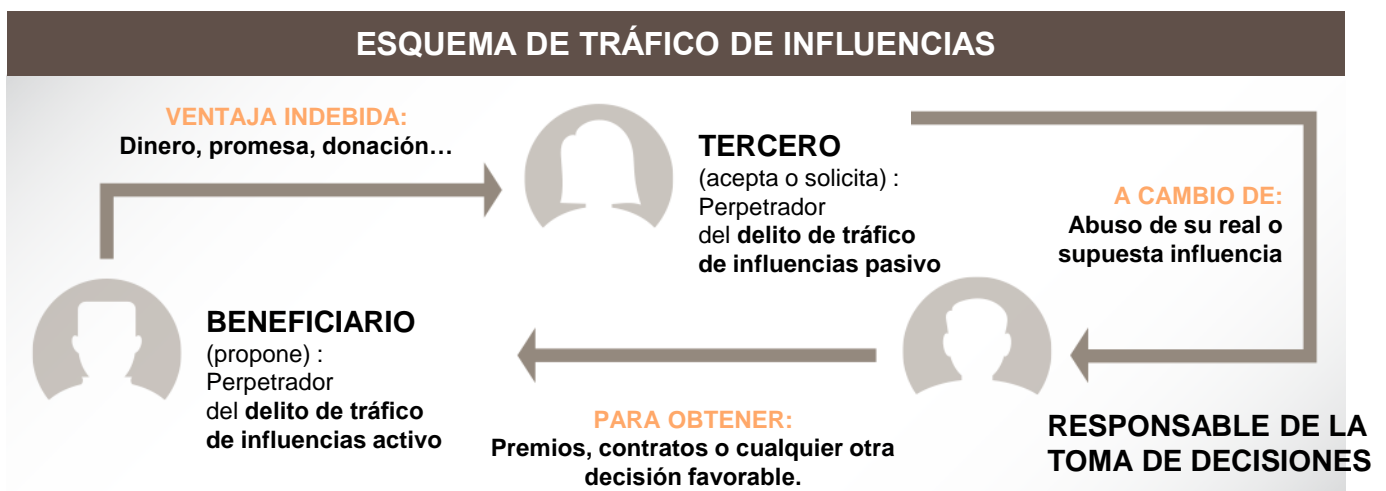 ESQUEMA DE TRÁFICO DE INFLUENCIAS
VENTAJA INDEBIDA:
Dinero, promesa, donación…
TERCERO
(acepta o solicita) :
Perpetrador
del delito de tráfico
de influencias pasivo
A CAMBIO DE:
Abuso de su real o
supuesta influencia
BENEFICIARIO
(propone) :
Perpetrador
del delito de tráfico
de influencias activo
PARA OBTENER:
Premios, contratos o cualquier otra
decisión favorable.
RESPONSABLE DE LA
TOMA DE DECISIONES